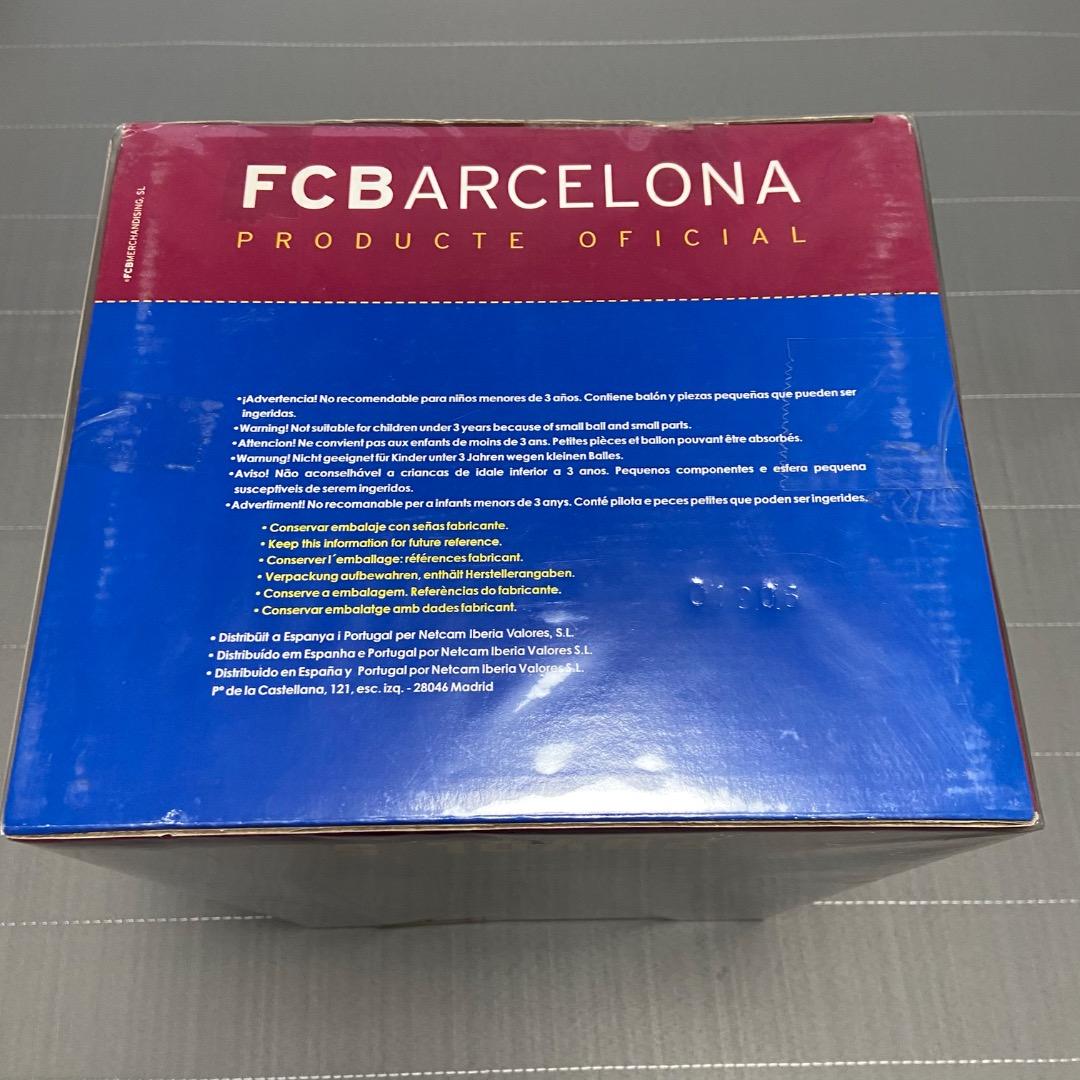 FCBARCELONA
PRODUCTE OFICIAL
FCBMERCHANDISING, SL
•¡Advertencia! No recomendable para niños menores de 3 años. Contiene balón y piezas pequeñas que pueden ser
ingeridas.
•Warning! Not suitable for children under 3 years because of small ball and small parts.
•Attencion! Ne convient pas aux enfants de moins de 3 ans. Petites pièces et ballon pouvant être absorbés.
•Warnung! Nicht geeignet für Kinder unter 3 Jahren wegen kleinen Balles.
•Aviso! Não aconselhável a criancas de idale inferior a 3 anos. Pequenos componentes e esfera pequena
susceptiveis de serem ingeridos.
•Advertiment! No recomanable per a infants menors de 3 anys. Conté pilota e peces petites que poden ser ingerides.
• Conservar embalaje con señas fabricante.
• Keep this information for future reference.
• Conserver l´emballage: références fabricant.
• Verpackung aufbewahren, enthält Herstellerangaben.
• Conserve a embalagem. Referências do fabricante.
• Conservar embalatge amb dades fabricant.
• Distribüit a Espanya i Portugal per Netcam Iberia Valores, S.L.
• Distribuído em Espanha e Portugal por Netcam Iberia Valores S.L.
• Distribuido en España y Portugal por Netcam Iberia Valores S.L.
Pº de la Castellana, 121, esc. izq. - 28046 Madrid